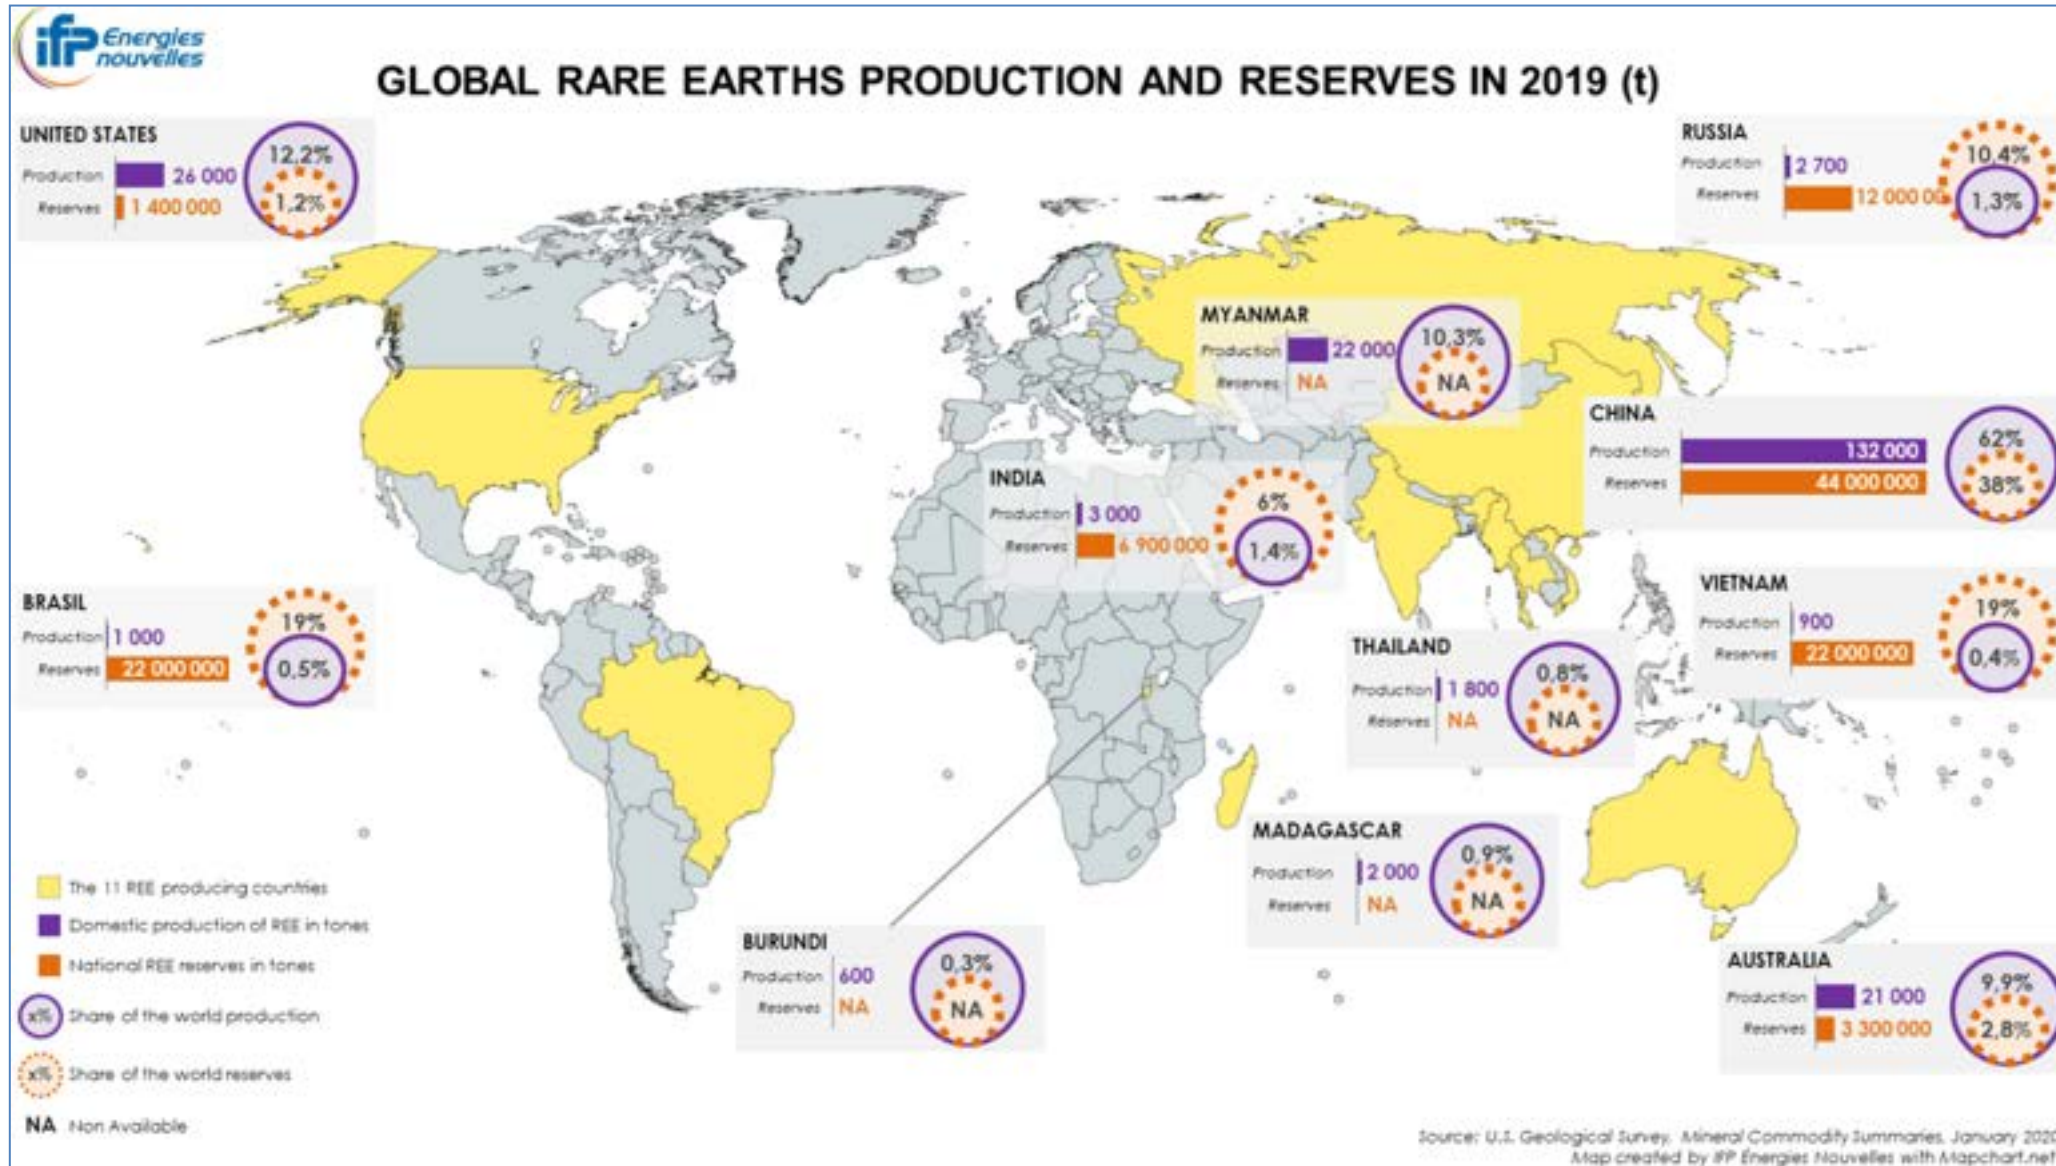 ifp Energies
nouvelles
GLOBAL RARE EARTHS PRODUCTION AND RESERVES IN 2019 (t)
UNITED STATES
Production 26 000
Reserves 1 400 000
12,2%
1,2%
RUSSIA
Production 2 700
Reserves 12 000 00
10,4%
1,3%
MYANMAR
Production 22 000
Reserves NA
10,3%
NA
CHINA
Production 132 000
Reserves 44 000 000
62%
38%
INDIA
Production 3 000
Reserves 6 900 000
6%
1,4%
BRASIL
Production 1 000
Reserves 22 000 000
19%
0,5%
VIETNAM
Production 900
Reserves 22 000 000
19%
0,4%
THAILAND
Production 1 800
Reserves NA
0,8%
NA
MADAGASCAR
Production 2 000
Reserves NA
0,9%
NA
BURUNDI
Production 600
Reserves NA
0,3%
NA
AUSTRALIA
Production 21 000
Reserves 3 300 000
9,9%
2,8%
The 11 REE producing countries
Domestic production of REE in tones
National REE reserves in tones
x% Share of the world production
x% Share of the world reserves
NA Non Available
Source: U.S. Geological Survey, Mineral Commodity Summaries, January 2020
Map created by IFP Energies Nouvelles with Mapchart.net